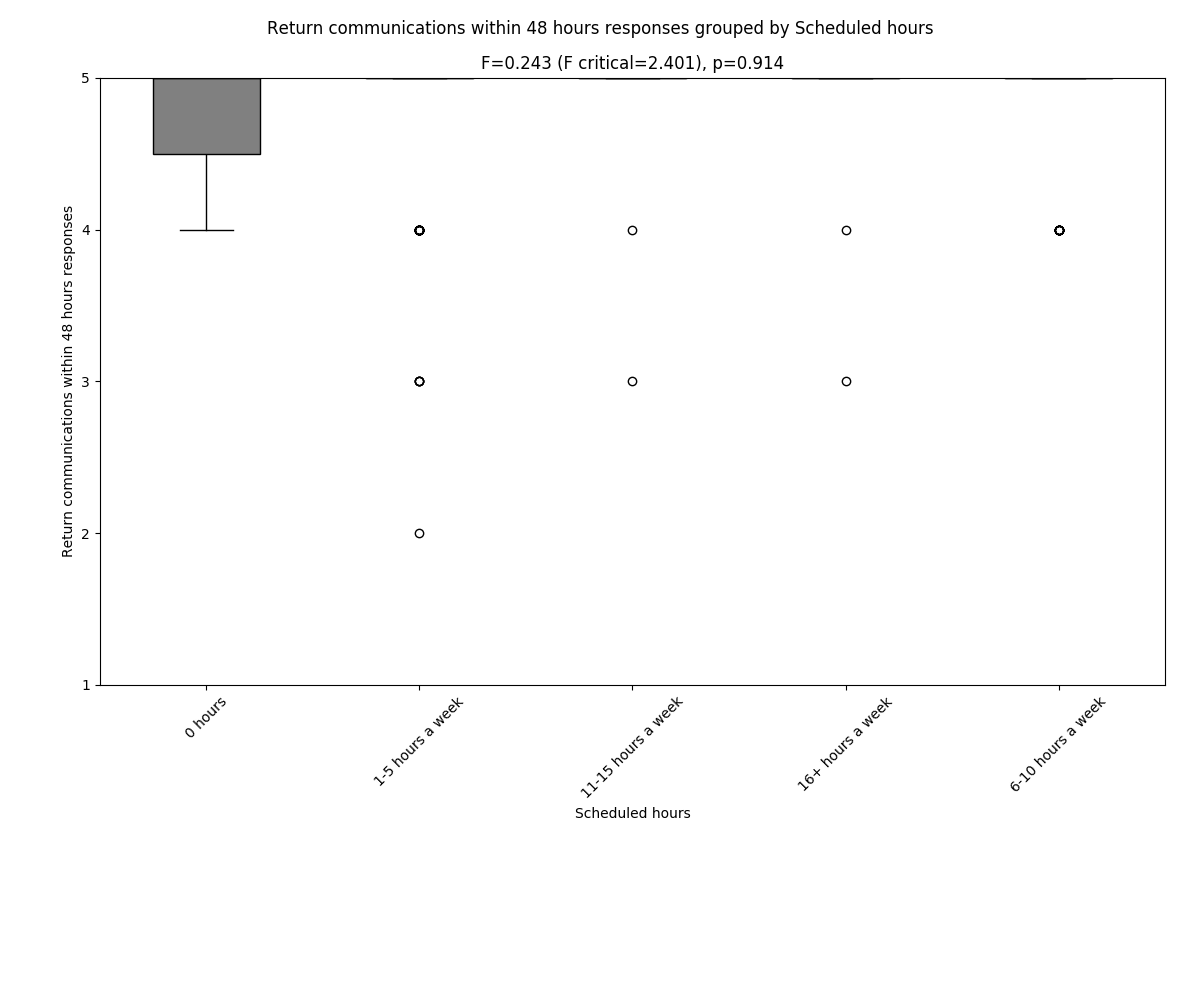 Return communications within 48 hours responses grouped by Scheduled hours
F=0.243 (F critical=2.401), p=0.914
Return communications within 48 hours responses
5
4
3
2
1
0 hours
1-5 hours a week
11-15 hours a week
16+ hours a week
6-10 hours a week
Scheduled hours